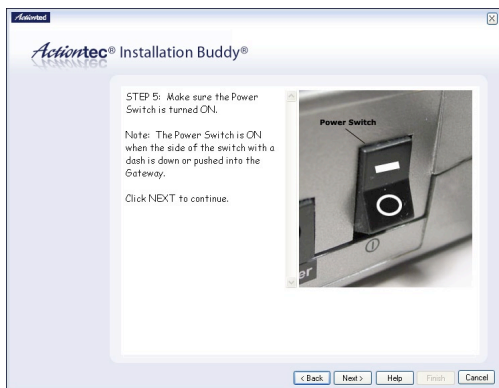 Actiontec
Actiontec® Installation Buddy®
STEP 5: Make sure the Power
Switch is turned ON.
Note: The Power Switch is ON
when the side of the switch with a
dash is down or pushed into the
Gateway.
Click NEXT to continue.
Power Switch
er
< Back Next > Help Finish Cancel